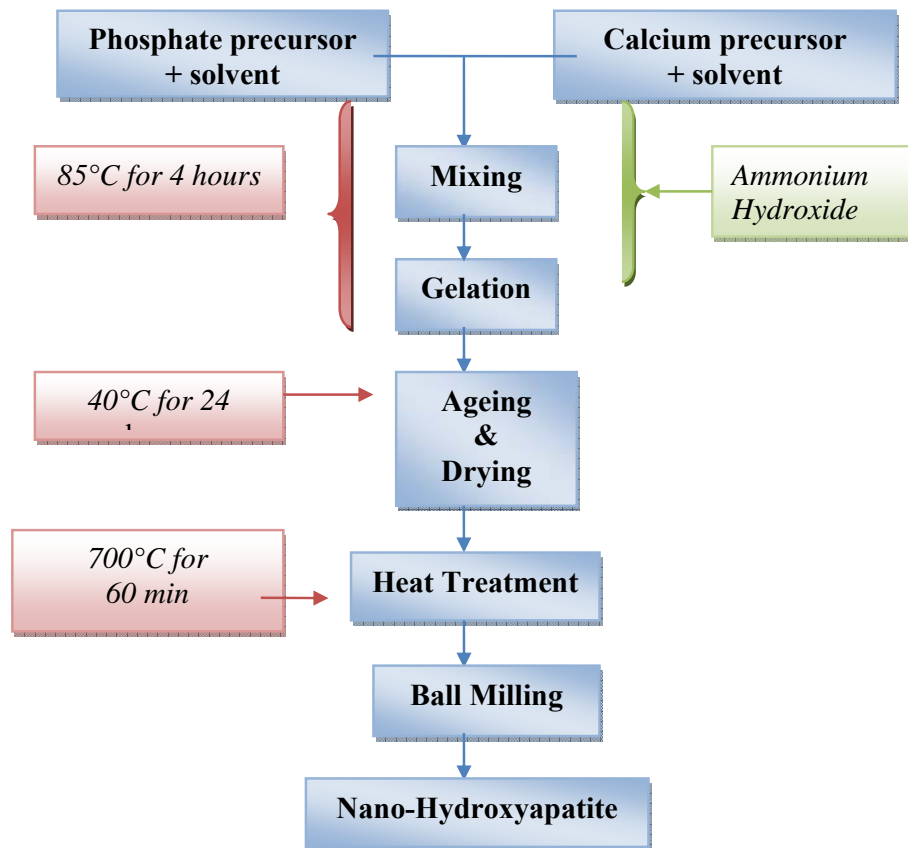 Phosphate precursor
+ solvent
Calcium precursor
+ solvent
85°C for 4 hours
Mixing
Ammonium
Hydroxide
Gelation
40°C for 24
Ageing
&
Drying
700°C for
60 min
Heat Treatment
Ball Milling
Nano-Hydroxyapatite